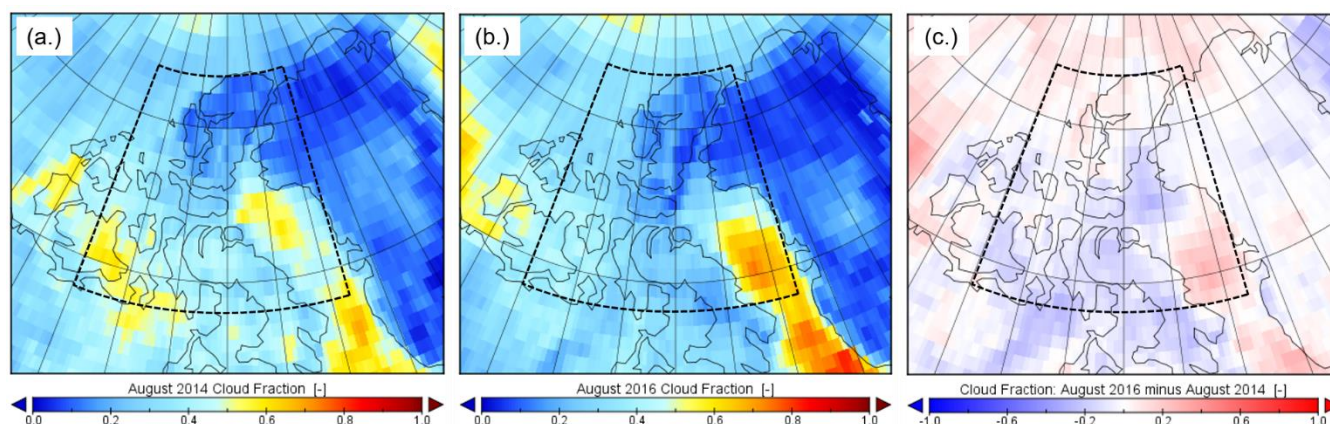 (a.)
(b.)
(c.)
August 2014 Cloud Fraction [-]
0.0 0.2 0.4 0.6 0.8 1.0
August 2016 Cloud Fraction [-]
0.0 0.2 0.4 0.6 0.8 1.0
Cloud Fraction: August 2016 minus August 2014 [-]
-1.0 -0.6 -0.2 0.2 0.6 1.0